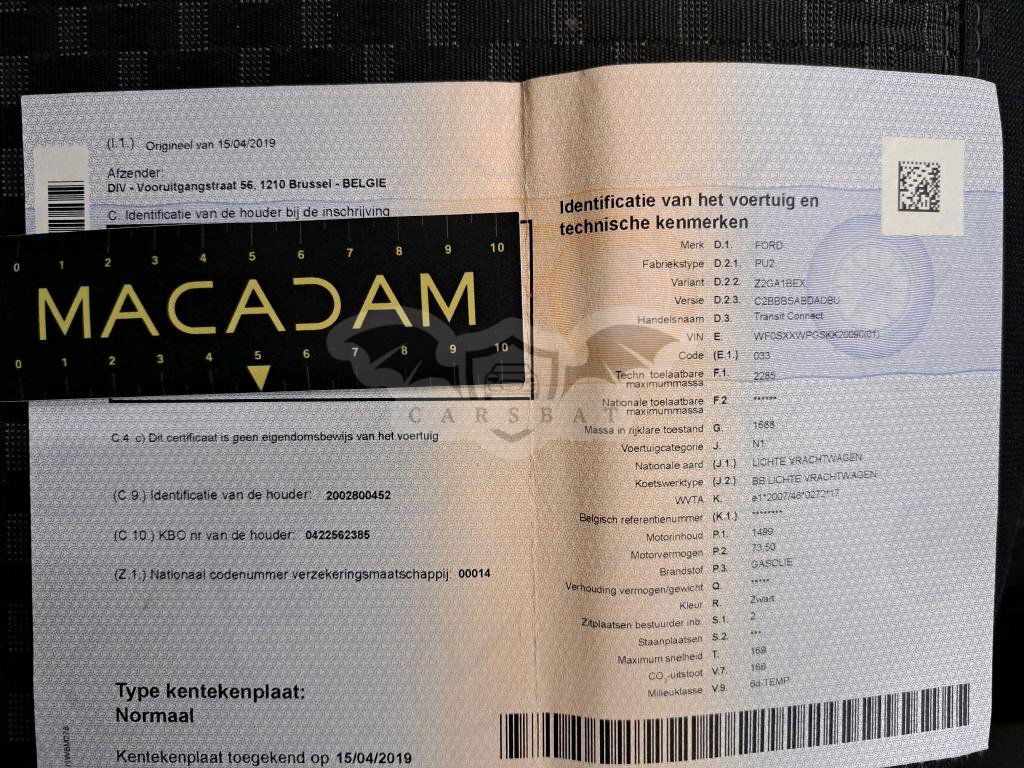 (I.1.) Origineel van 15/04/2019
Afzender:
DIV - Vooruitgangstraat 56, 1210 Brussel - BELGIE
C. Identificatie van de houder bij de inschrijving
0 1 2 3 4 5 6 7 8 9 10
MACADAM
0 1 2 3 4 5 6 7 8 9 10
C.4. c) Dit certificaat is geen eigendomsbewijs van het voertuig
(C.9.) Identificatie van de houder: 2002800452
(C.10.) KBO nr van de houder: 0422562385
(Z.1.) Nationaal codenummer verzekeringsmaatschappij: 00014
Type kentekenplaat:
Normaal
Kentekenplaat toegekend op 15/04/2019
Identificatie van het voertuig en
technische kenmerken
Merk D.1. FORD
Fabriekstype D.2.1. PU2
Variant D.2.2. Z2GA1BEX
Versie D.2.3. C2BBBSABDADBU
Handelsnaam D.3. Transit Connect
VIN E. WF0SXXWPGSKK20090(01)
Code (E.1.) 033
Techn. toelaatbare maximummassa F.1. 2285
Nationale toelaatbare maximummassa F.2 ******
Massa in rijklare toestand G. 1688
Voertuigcategorie J. N1
Nationale aard (J.1.) LICHTE VRACHTWAGEN
Koetswerktype (J.2.) BB LICHTE VRACHTWAGEN
WVTA K. e1*2007/46*0272*17
Belgisch referentienummer (K.1.) ********
Motorinhoud P.1. 1499
Motorvermogen P.2. 73,50
Brandstof P.3. GASOLIE
Verhouding vermogen/gewicht Q. *****
Kleur R. Zwart
Zitplaatsen bestuurder inb. S.1. 2
Staanplaatsen S.2. ***
Maximum snelheid T. 169
CO₂-uitstoot V.7. 166
Milieuklasse V.9. 6d-TEMP
CARSBAT